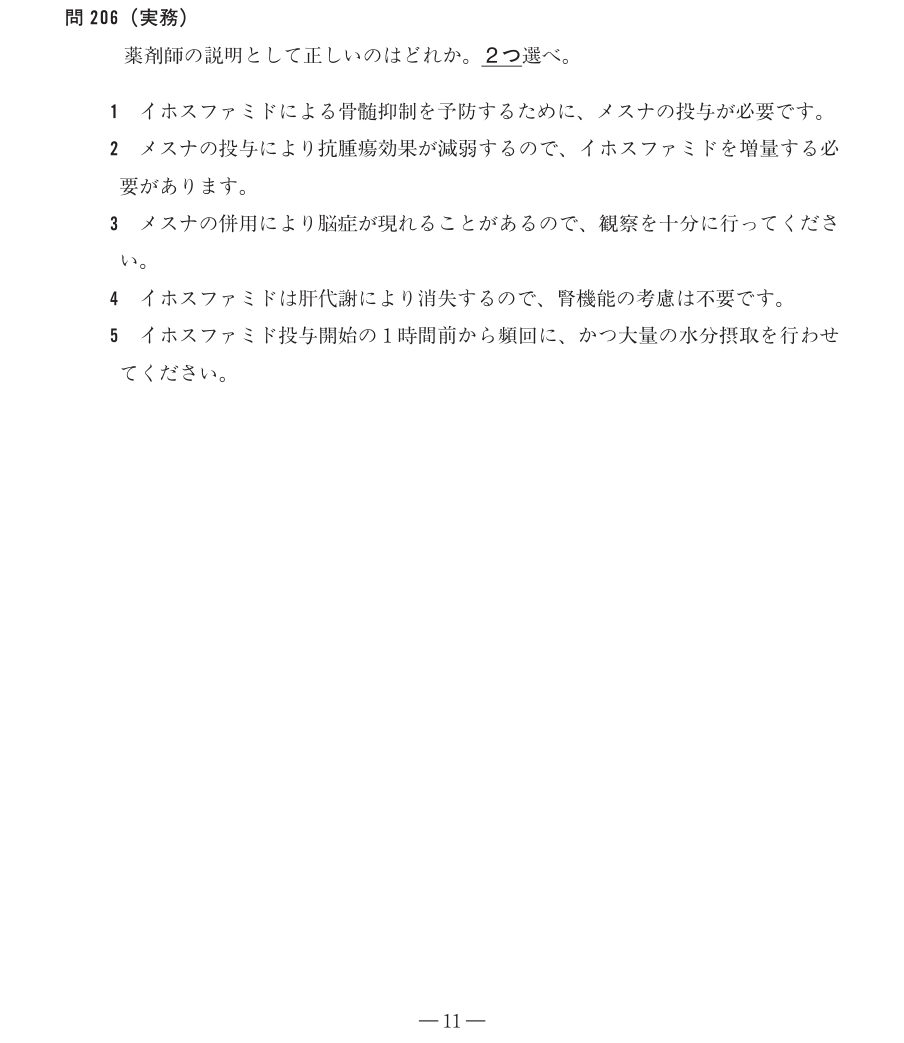 問 206（実務）
薬剤師の説明として正しいのはどれか。２つ選べ。
1　イホスファミドによる骨髄抑制を予防するために、メスナの投与が必要です。
2　メスナの投与により抗腫瘍効果が減弱するので、イホスファミドを増量する必
要があります。
3　メスナの併用により脳症が現れることがあるので、観察を十分に行ってくださ
い。
4　イホスファミドは肝代謝により消失するので、腎機能の考慮は不要です。
5　イホスファミド投与開始の１時間前から頻回に、かつ大量の水分摂取を行わせ
てください。
— 11 —